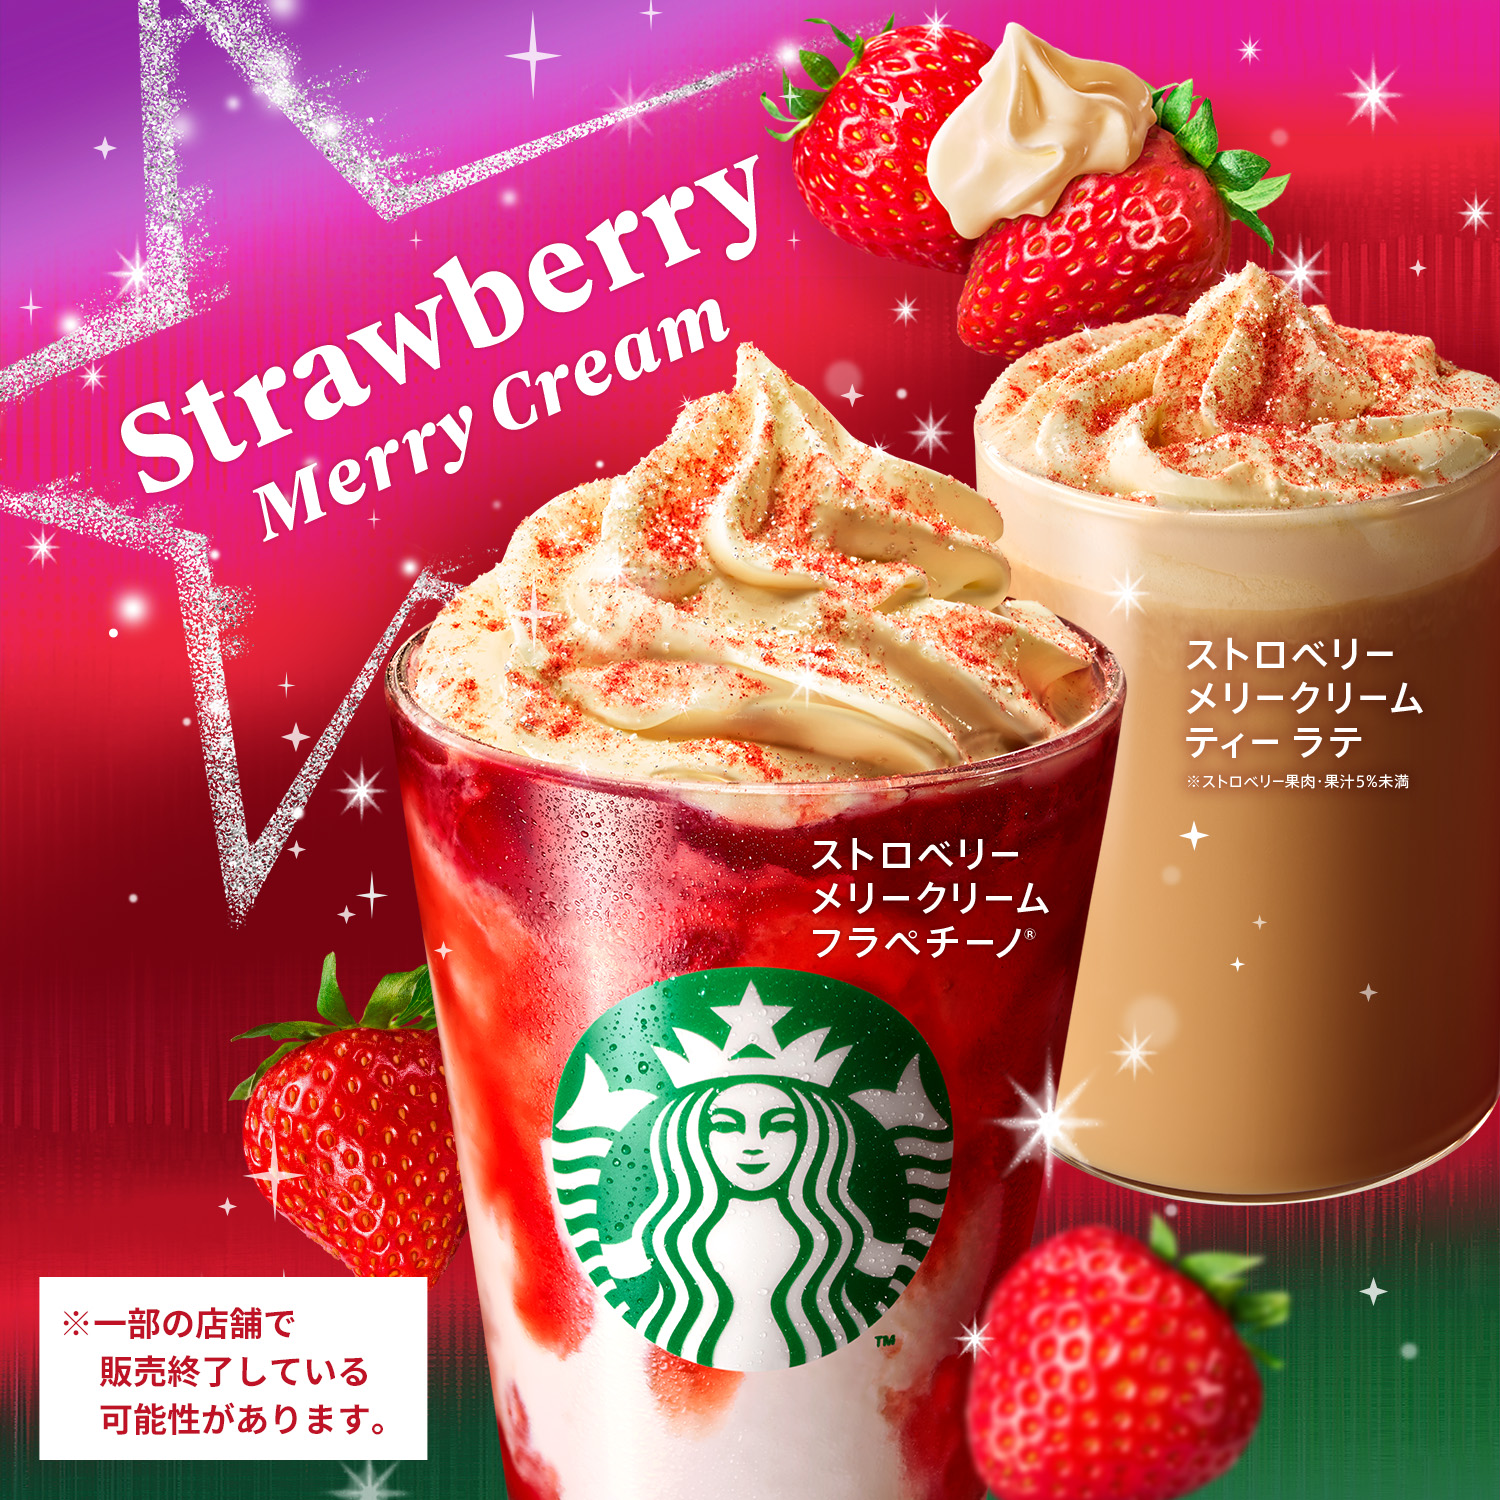 Strawberry
Merry Cream
ストロベリー
メリークリーム
ティー ラテ
※ストロベリー果肉・果汁5%未満
ストロベリー
メリークリーム
フラペチーノ®
TM
※一部の店舗で
販売終了している
可能性があります。